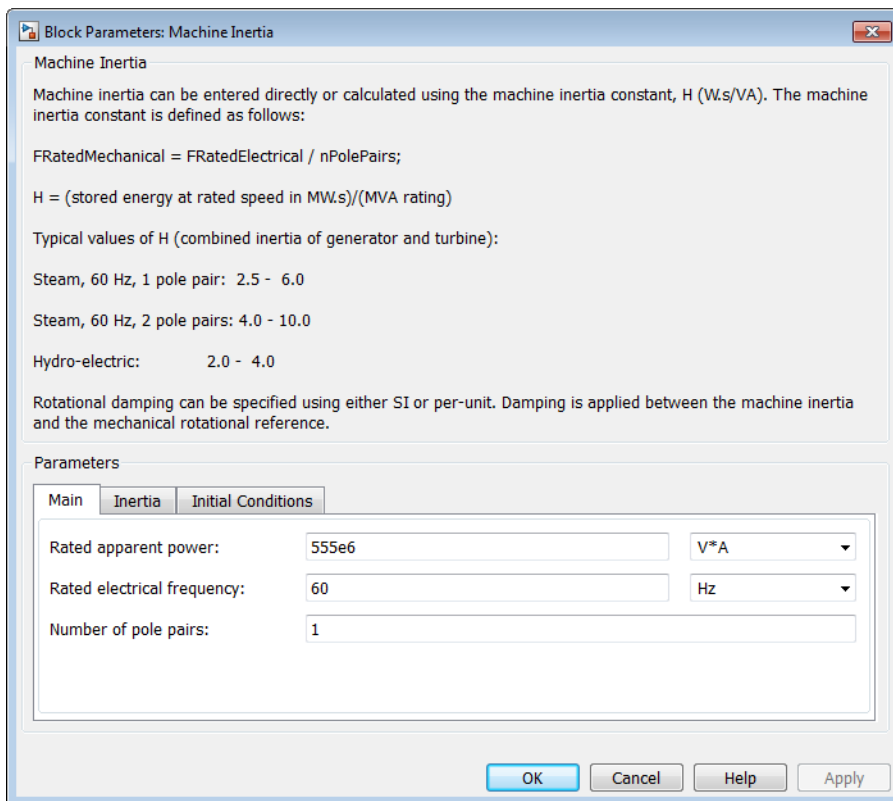 Block Parameters: Machine Inertia
Machine Inertia
Machine inertia can be entered directly or calculated using the machine inertia constant, H (W.s/VA). The machine
inertia constant is defined as follows:
FRatedMechanical = FRatedElectrical / nPolePairs;
H = (stored energy at rated speed in MW.s)/(MVA rating)
Typical values of H (combined inertia of generator and turbine):
Steam, 60 Hz, 1 pole pair:  2.5 -  6.0
Steam, 60 Hz, 2 pole pairs: 4.0 - 10.0
Hydro-electric:            2.0 -  4.0
Rotational damping can be specified using either SI or per-unit. Damping is applied between the machine inertia
and the mechanical rotational reference.
Parameters
Main Inertia Initial Conditions
Rated apparent power: 555e6 V*A
Rated electrical frequency: 60 Hz
Number of pole pairs: 1
OK Cancel Help Apply